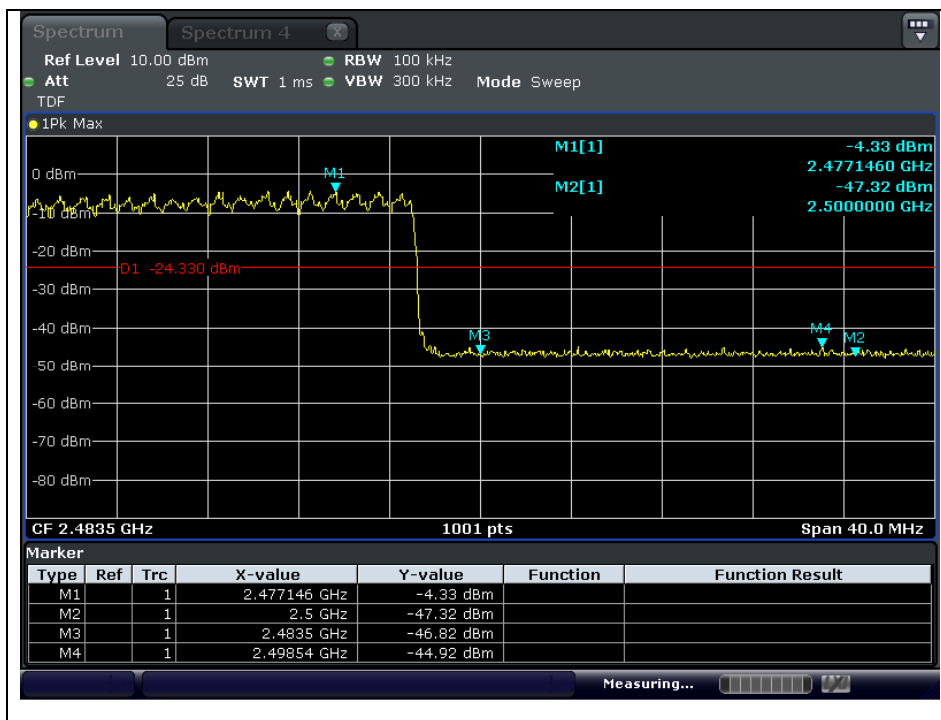 Spectrum Spectrum 4 X
Ref Level 10.00 dBm RBW 100 kHz
Att 25 dB SWT 1 ms VBW 300 kHz Mode Sweep
TDF
1Pk Max
M1[1] -4.33 dBm
2.4771460 GHz
M2[1] -47.32 dBm
2.5000000 GHz
0 dBm
M1
-10 dBm
-20 dBm
D1 -24.330 dBm
-30 dBm
-40 dBm
M3
M4
M2
-50 dBm
-60 dBm
-70 dBm
-80 dBm
CF 2.4835 GHz 1001 pts Span 40.0 MHz
Marker
Type Ref Trc X-value Y-value Function Function Result
M1 1 2.477146 GHz -4.33 dBm
M2 1 2.5 GHz -47.32 dBm
M3 1 2.4835 GHz -46.82 dBm
M4 1 2.49854 GHz -44.92 dBm
Measuring...